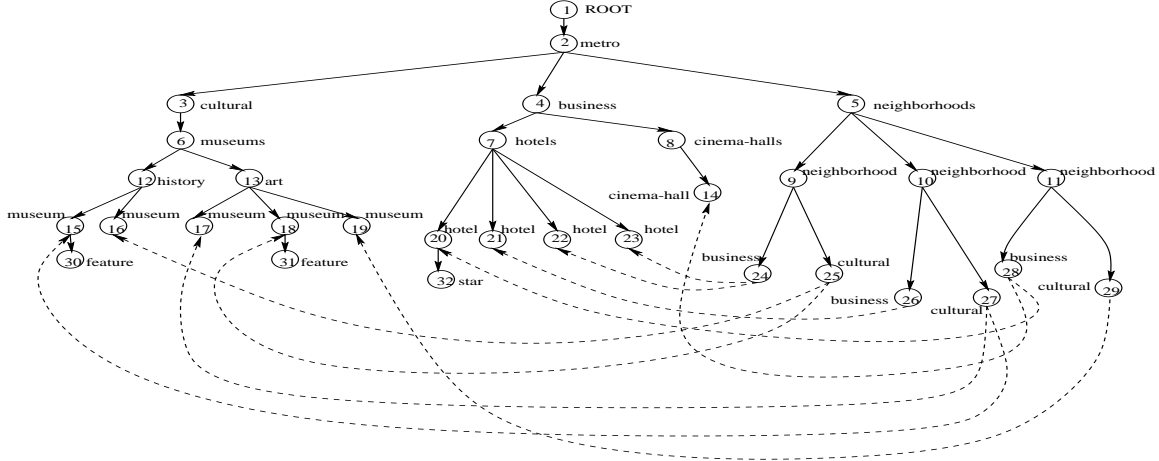 1 ROOT
2 metro
3 cultural
4 business
5 neighborhoods
6 museums
7 hotels
8 cinema-halls
12 history
13 art
cinema-hall 14
9 neighborhood
10 neighborhood
11 neighborhood
museum 15
museum 16
museum 17
museum 18
museum 19
hotel 20
hotel 21
hotel 22
hotel 23
30 feature
31 feature
32 star
business 24
cultural 25
business 26
cultural 27
business 28
cultural 29